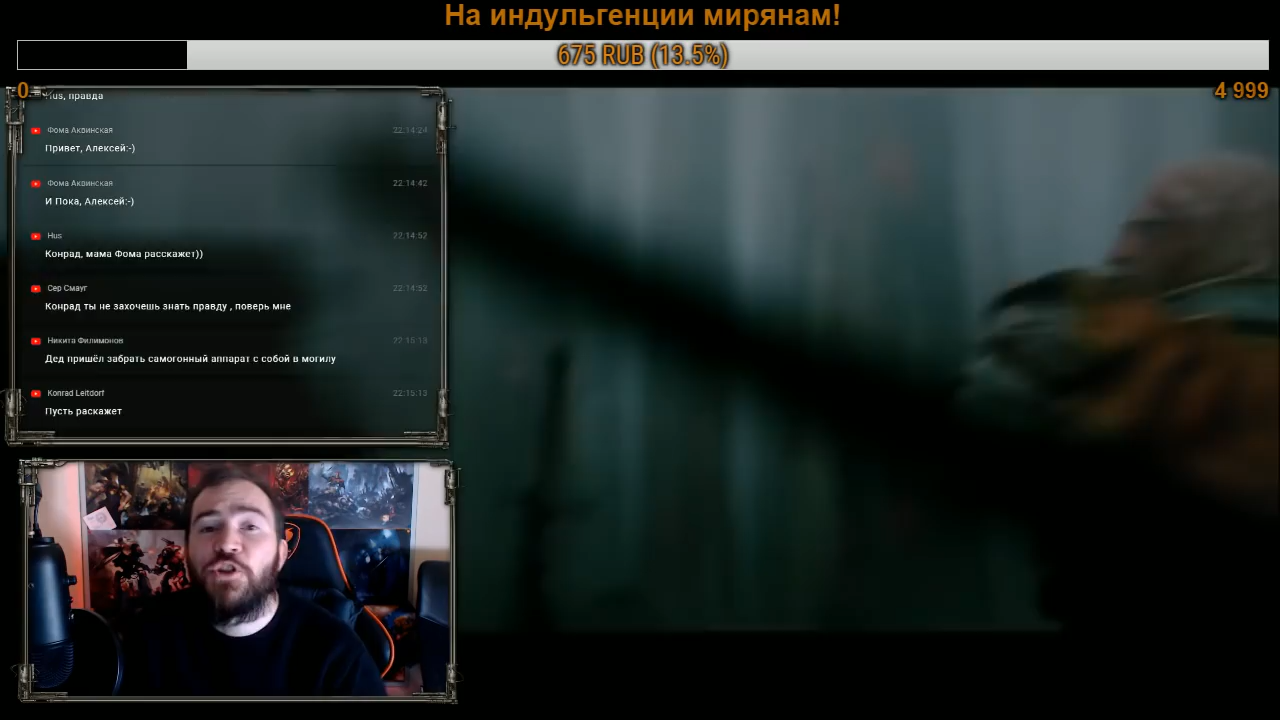 На индульгенции мирянам!
675 RUB (13.5%)
0
4 999
Hus, правда
Фома Аквинская 22:14:24
Привет, Алексей:-)
Фома Аквинская 22:14:42
И Пока, Алексей:-)
Hus 22:14:52
Конрад, мама Фома расскажет))
Сер Смауг 22:14:52
Конрад ты не захочешь знать правду , поверь мне
Никита Филимонов 22:15:13
Дед пришёл забрать самогонный аппарат с собой в могилу
Konrad Leitdorf 22:15:13
Пусть раскажет